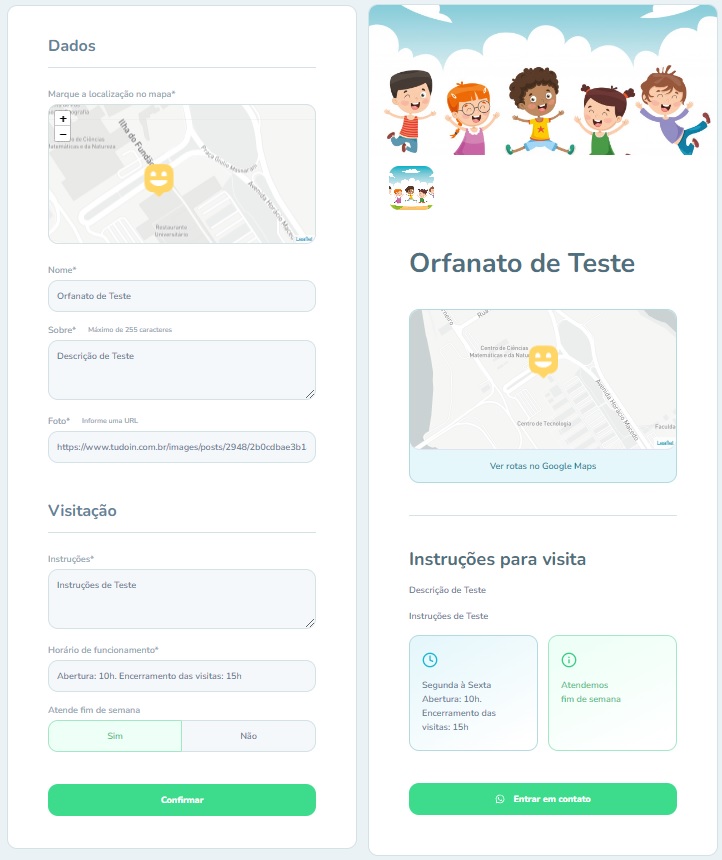 Dados
Marque a localização no mapa*
+
−
Ilha do Fundão
Centro de Ciências
Matemáticas e da Natureza
Praça Giulio Massarani
Avenida Horácio Macedo
Restaurante
Universitário
Leaflet
Nome*
Orfanato de Teste
Sobre* Máximo de 255 caracteres
Descrição de Teste
Foto* Informe uma URL
https://www.tudoin.com.br/images/posts/2948/2b0cdbae3b1
Visitação
Instruções*
Instruções de Teste
Horário de funcionamento*
Abertura: 10h. Encerramento das visitas: 15h
Atende fim de semana
Sim Não
Confirmar
Orfanato de Teste
Rua
Centro de Ciências
Matemáticas e da Natu
Avenida Horácio Macedo
Centro de Tecnologia
Faculda
Leaflet
Ver rotas no Google Maps
Instruções para visita
Descrição de Teste
Instruções de Teste
Segunda à Sexta
Abertura: 10h.
Encerramento das
visitas: 15h
Atendemos
fim de semana
Entrar em contato